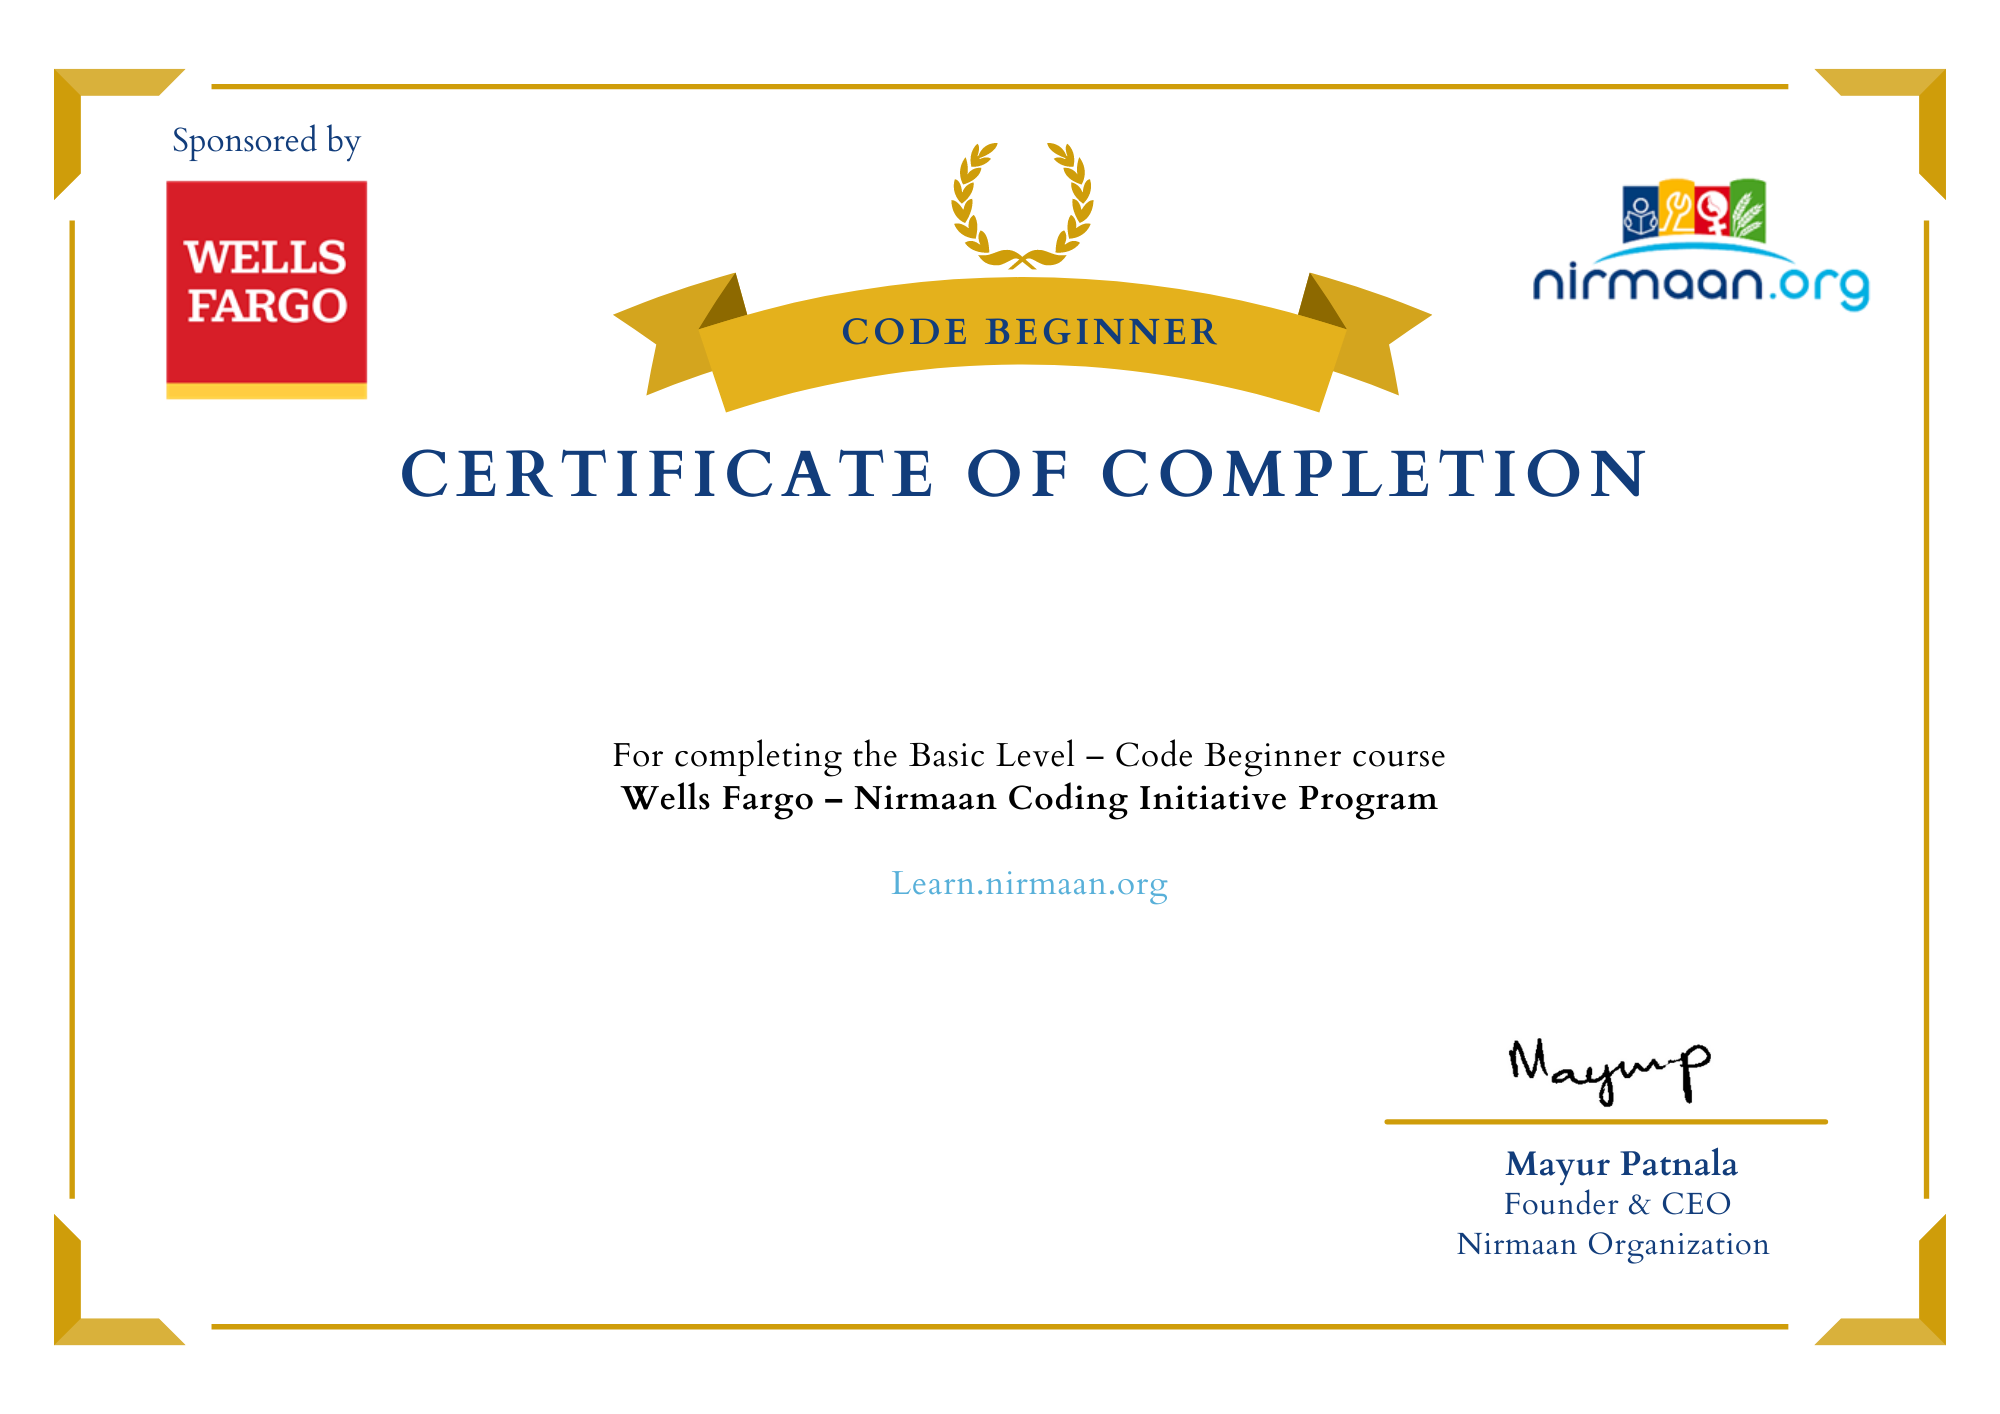 Sponsored by
WELLS
FARGO
nirmaan.org
CODE BEGINNER
CERTIFICATE OF COMPLETION
For completing the Basic Level – Code Beginner course
Wells Fargo – Nirmaan Coding Initiative Program
Learn.nirmaan.org
Mayur P
Mayur Patnala
Founder & CEO
Nirmaan Organization